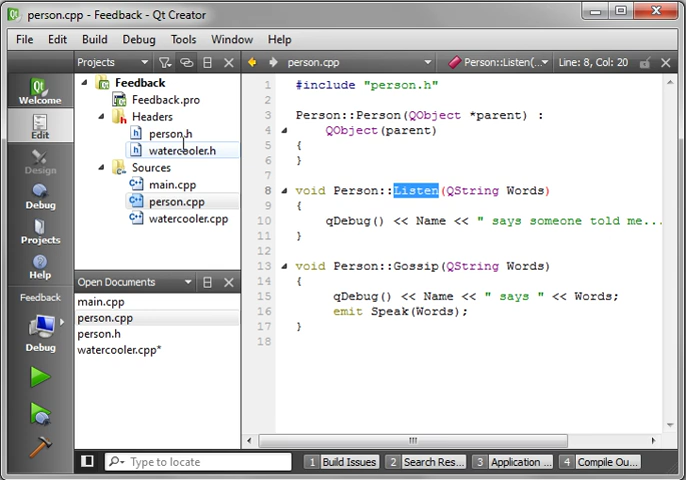 person.cpp - Feedback - Qt Creator
File Edit Build Debug Tools Window Help
Projects
person.cpp
Person::Listen(...
Line: 8, Col: 20
Welcome
Edit
Design
Debug
Projects
Help
Feedback
Debug
Feedback
Feedback.pro
Headers
person.h
watercooler.h
Sources
main.cpp
person.cpp
watercooler.cpp
Open Documents
main.cpp
person.cpp
person.h
watercooler.cpp*
1 #include "person.h"
2
3 Person::Person(QObject *parent) :
4 QObject(parent)
5 {
6 }
7
8 void Person::Listen(QString Words)
9 {
10 qDebug() << Name << " says someone told me...
11 }
12
13 void Person::Gossip(QString Words)
14 {
15 qDebug() << Name << " says " << Words;
16 emit Speak(Words);
17 }
18
Type to locate
1 Build Issues
2 Search Res...
3 Application ...
4 Compile Ou...